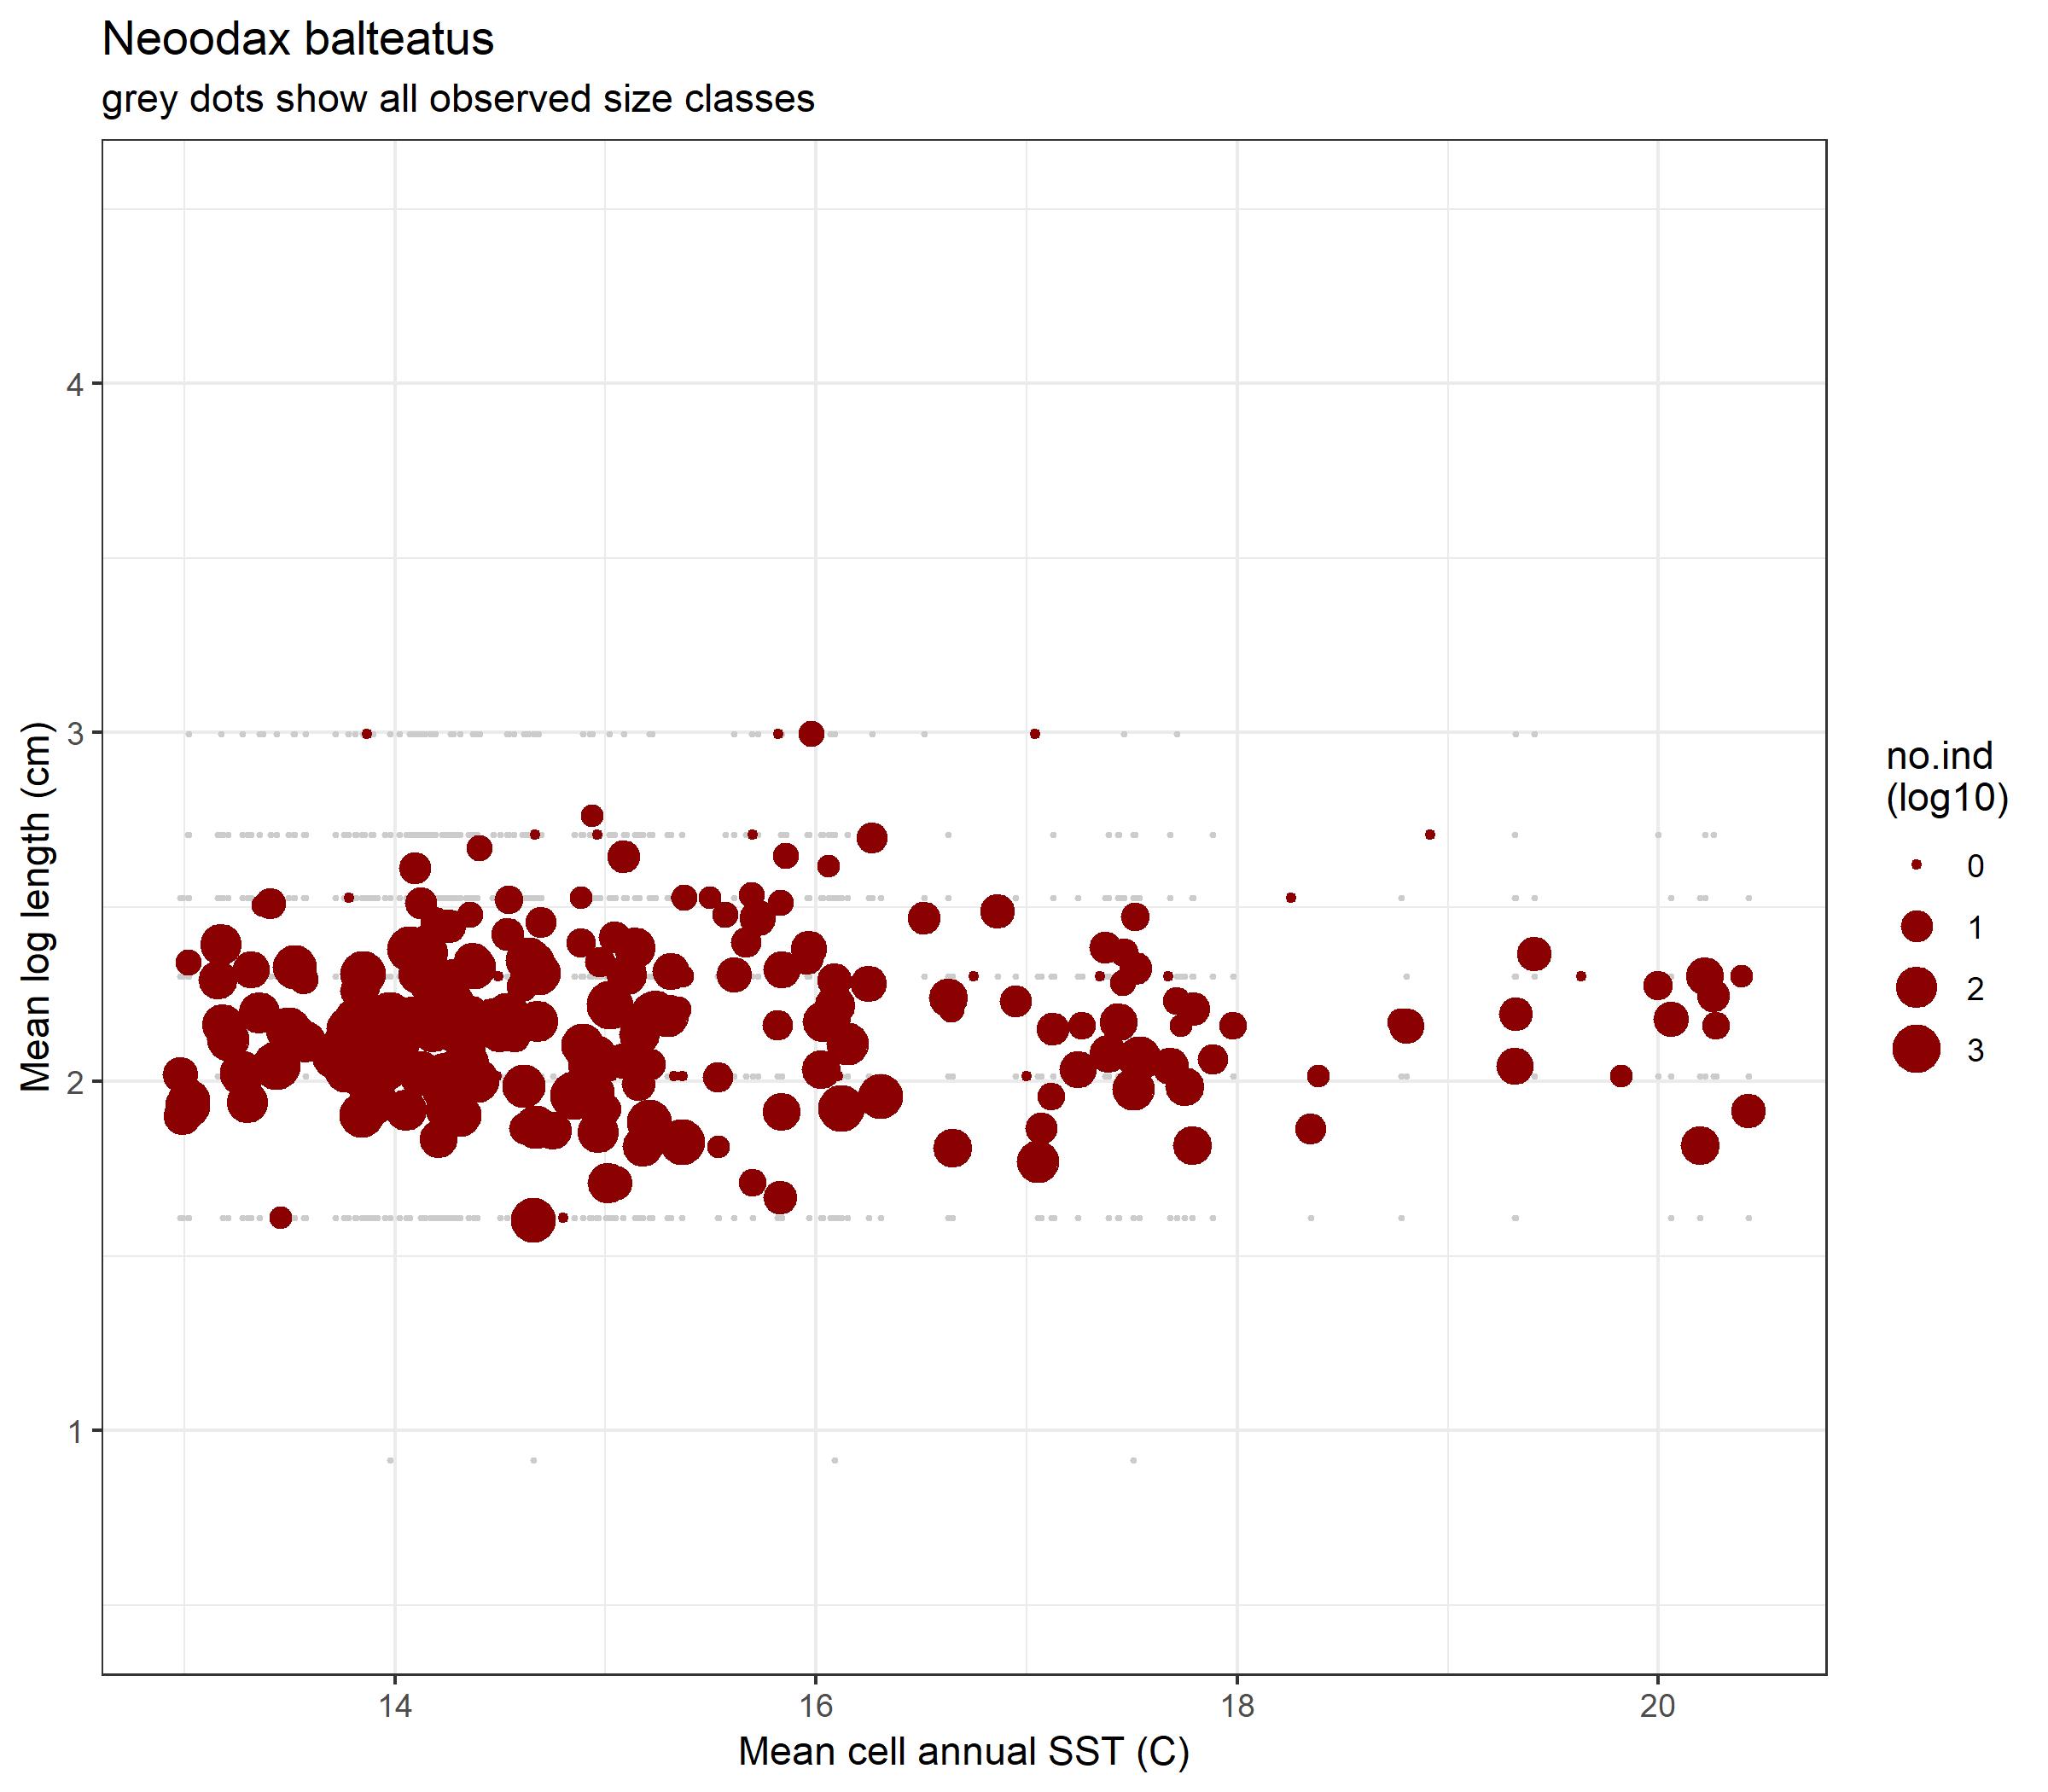 Neoodax balteatus
grey dots show all observed size classes
Mean log length (cm)
4
3
2
1
14 16 18 20
Mean cell annual SST (C)
no.ind
(log10)
0
1
2
3